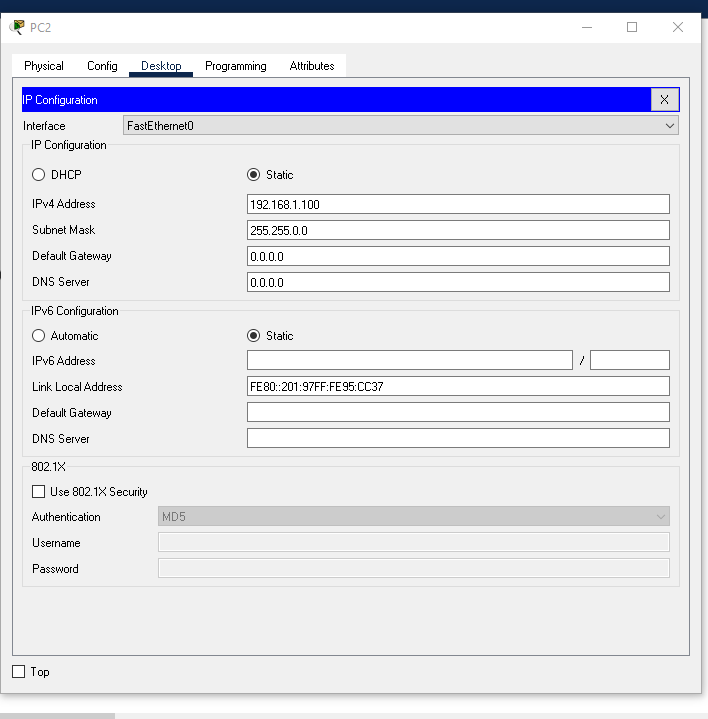 PC2
Physical Config Desktop Programming Attributes
IP Configuration X
Interface FastEthernet0
IP Configuration
DHCP Static
IPv4 Address 192.168.1.100
Subnet Mask 255.255.0.0
Default Gateway 0.0.0.0
DNS Server 0.0.0.0
IPv6 Configuration
Automatic Static
IPv6 Address /
Link Local Address FE80::201:97FF:FE95:CC37
Default Gateway
DNS Server
802.1X
Use 802.1X Security
Authentication MD5
Username
Password
Top